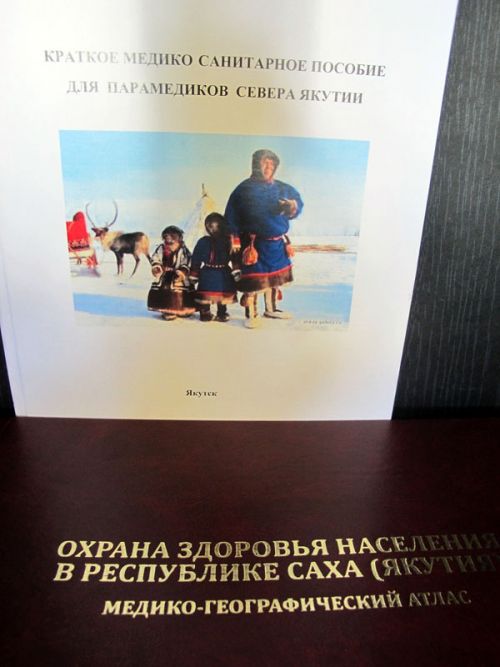 КРАТКОЕ МЕДИКО САНИТАРНОЕ ПОСОБИЕ
ДЛЯ ПАРАМЕДИКОВ СЕВЕРА ЯКУТИИ
Якутск
ОХРАНА ЗДОРОВЬЯ НАСЕЛЕНИЯ
В РЕСПУБЛИКЕ САХА (ЯКУТИЯ
МЕДИКО-ГЕОГРАФИЧЕСКИЙ АТЛАС